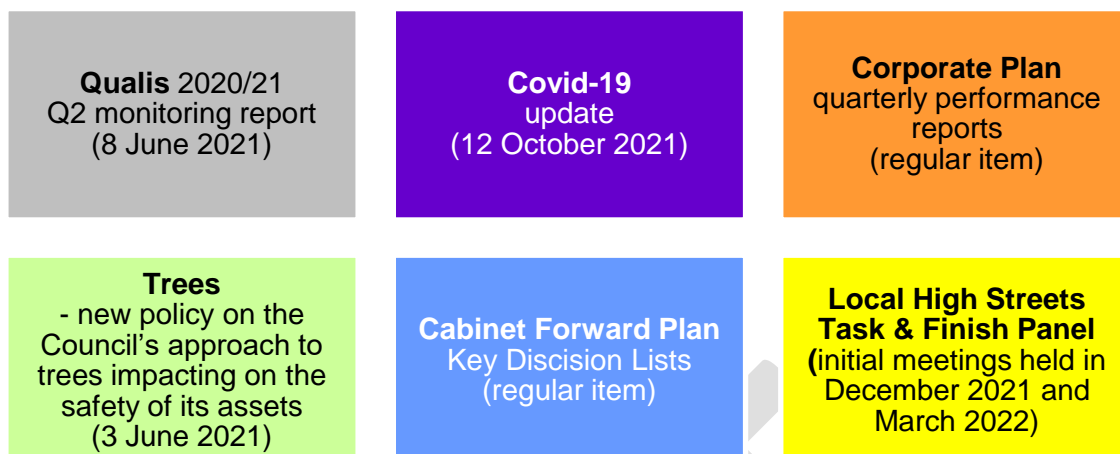 Qualis 2020/21
Q2 monitoring report
(8 June 2021)
Covid-19
update
(12 October 2021)
Corporate Plan
quarterly performance
reports
(regular item)
Trees
- new policy on the
Council's approach to
trees impacting on the
safety of its assets
(3 June 2021)
Cabinet Forward Plan
Key Discision Lists
(regular item)
Local High Streets
Task & Finish Panel
(initial meetings held in
December 2021 and
March 2022)